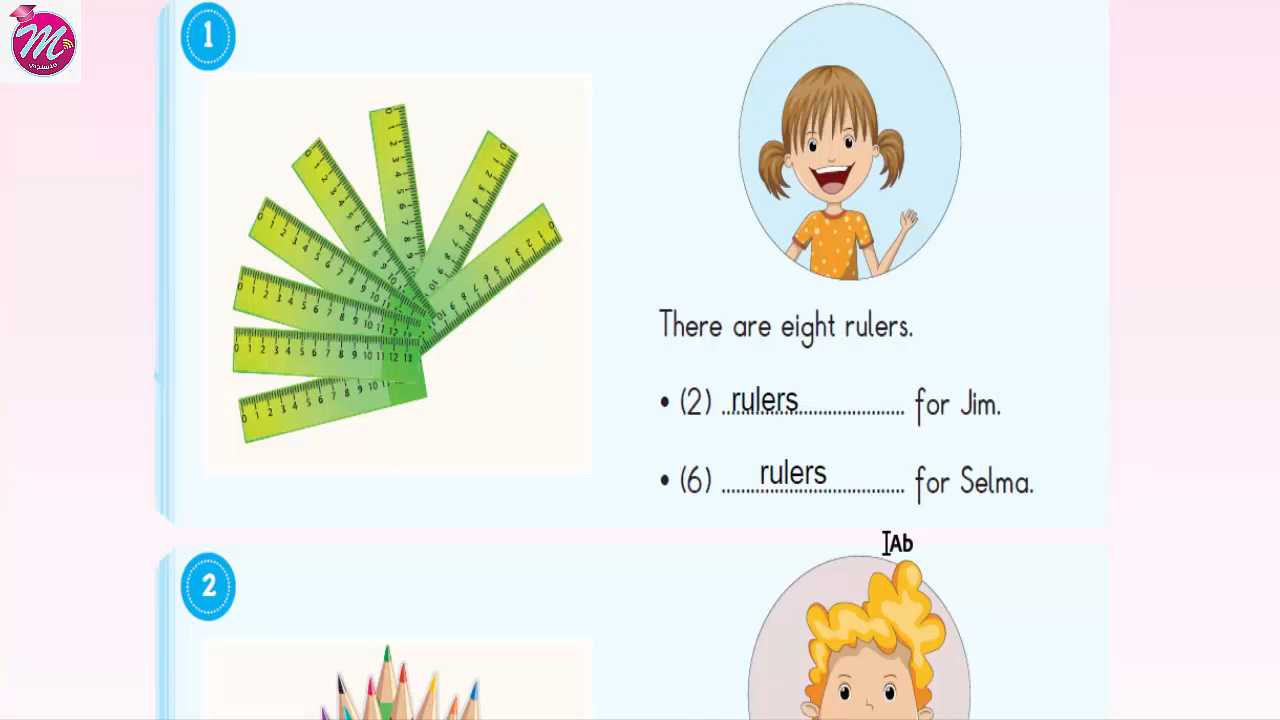 M
1
There are eight rulers.
• (2) ..rulers.................... for Jim.
• (6) .......rulers............... for Selma.
Ab
2